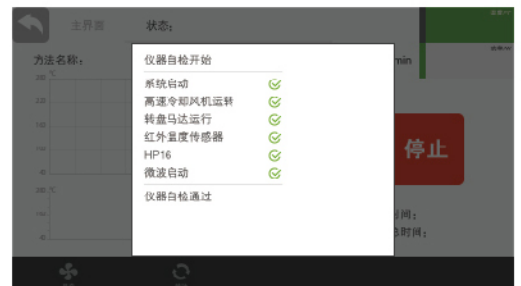 主界面
状态：
方法名称：
min
仪器自检开始
系统启动
高速令却风机运转
转盘马达运行
红外温度传感器
HP16
微波启动
仪器自检通过
停止
时间：
总时间：